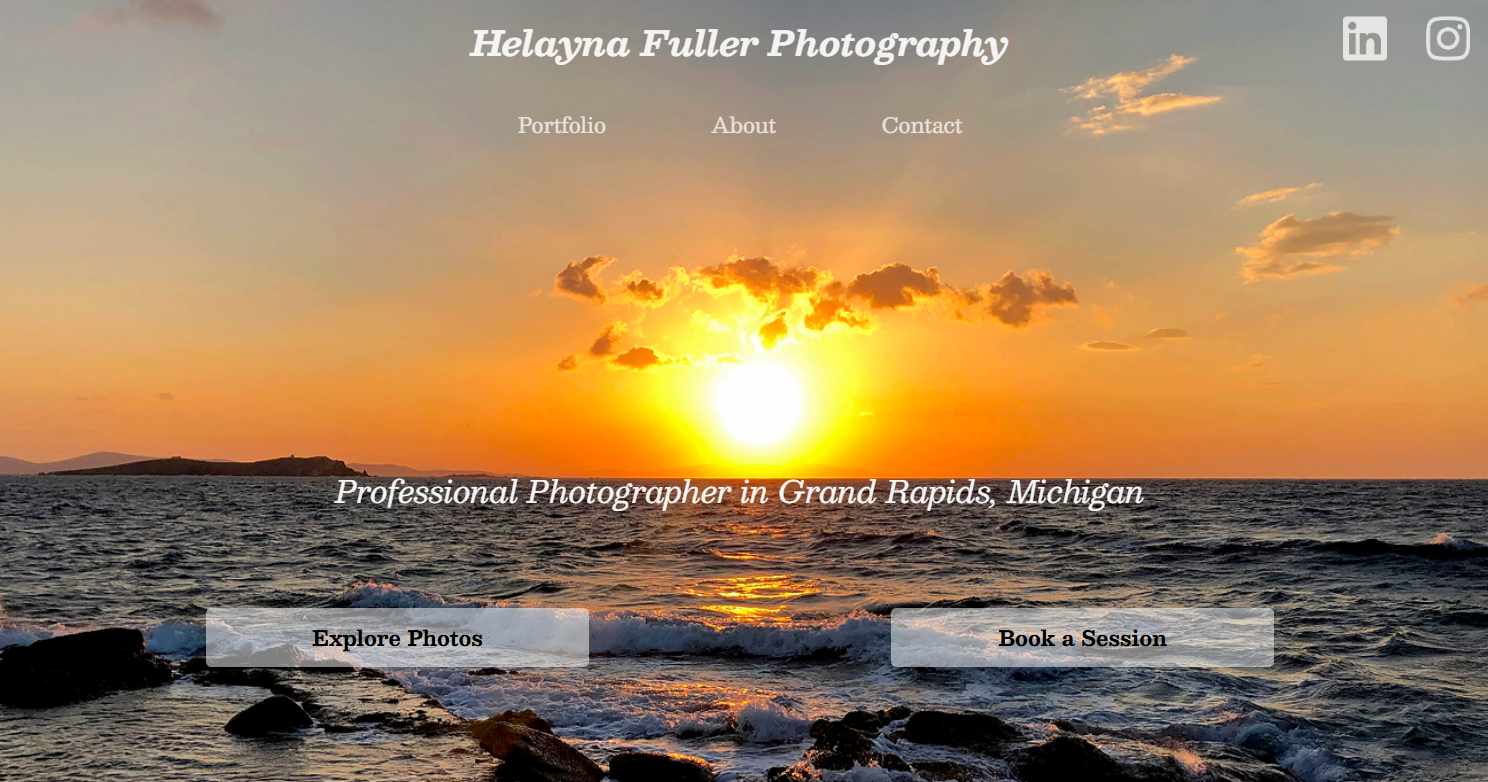 Helayna Fuller Photography
in
Portfolio About Contact
Professional Photographer in Grand Rapids, Michigan
Explore Photos Book a Session